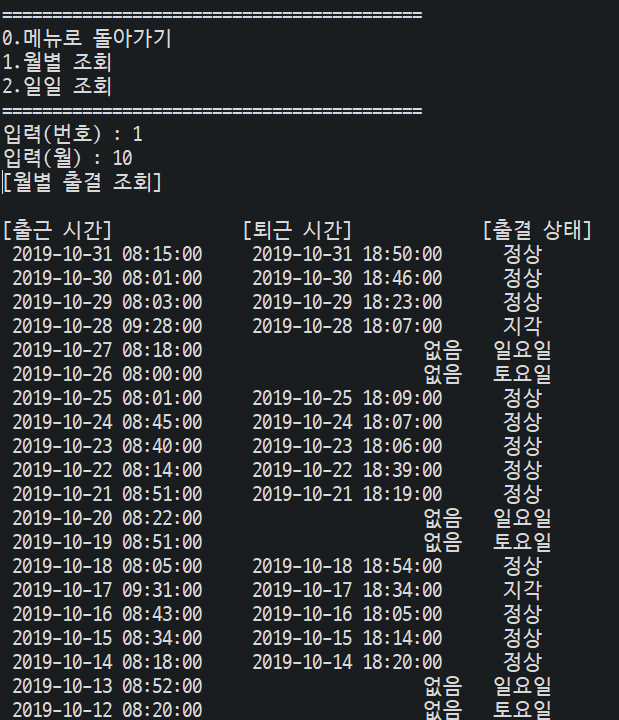 ==========================================
0.메뉴로 돌아가기
1.월별 조회
2.일일 조회
==========================================
입력(번호) : 1
입력(월) : 10
[월별 출결 조회]
[출근 시간] [퇴근 시간] [출결 상태]
2019-10-31 08:15:00 2019-10-31 18:50:00 정상
2019-10-30 08:01:00 2019-10-30 18:46:00 정상
2019-10-29 08:03:00 2019-10-29 18:23:00 정상
2019-10-28 09:28:00 2019-10-28 18:07:00 지각
2019-10-27 08:18:00 없음 일요일
2019-10-26 08:00:00 없음 토요일
2019-10-25 08:01:00 2019-10-25 18:09:00 정상
2019-10-24 08:45:00 2019-10-24 18:07:00 정상
2019-10-23 08:40:00 2019-10-23 18:06:00 정상
2019-10-22 08:14:00 2019-10-22 18:39:00 정상
2019-10-21 08:51:00 2019-10-21 18:19:00 정상
2019-10-20 08:22:00 없음 일요일
2019-10-19 08:51:00 없음 토요일
2019-10-18 08:05:00 2019-10-18 18:54:00 정상
2019-10-17 09:31:00 2019-10-17 18:34:00 지각
2019-10-16 08:43:00 2019-10-16 18:05:00 정상
2019-10-15 08:34:00 2019-10-15 18:14:00 정상
2019-10-14 08:18:00 2019-10-14 18:20:00 정상
2019-10-13 08:52:00 없음 일요일
2019-10-12 08:20:00 없음 토요일